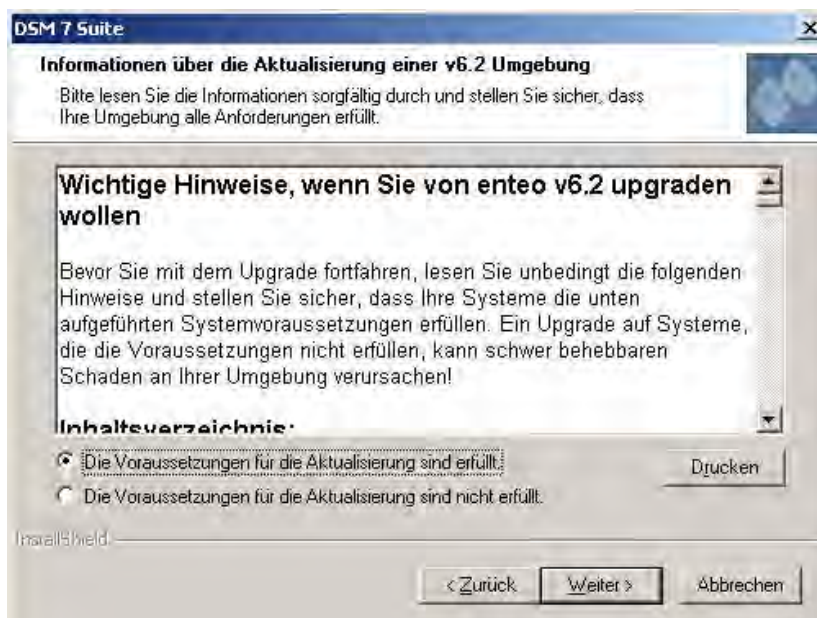 DSM 7 Suite
Informationen über die Aktualisierung einer v6.2 Umgebung
Bitte lesen Sie die Informationen sorgfältig durch und stellen Sie sicher, dass
Ihre Umgebung alle Anforderungen erfüllt.
Wichtige Hinweise, wenn Sie von enteo v6.2 upgraden
wollen
Bevor Sie mit dem Upgrade fortfahren, lesen Sie unbedingt die folgenden
Hinweise und stellen Sie sicher, dass Ihre Systeme die unten
aufgeführten Systemvoraussetzungen erfüllen. Ein Upgrade auf Systeme,
die die Voraussetzungen nicht erfüllen, kann schwer behebbaren
Schaden an Ihrer Umgebung verursachen!
Inhaltsverzeichnis:
Die Voraussetzungen für die Aktualisierung sind erfüllt.
Drucken
Die Voraussetzungen für die Aktualisierung sind nicht erfüllt.
InstallShield
< Zurück
Weiter >
Abbrechen